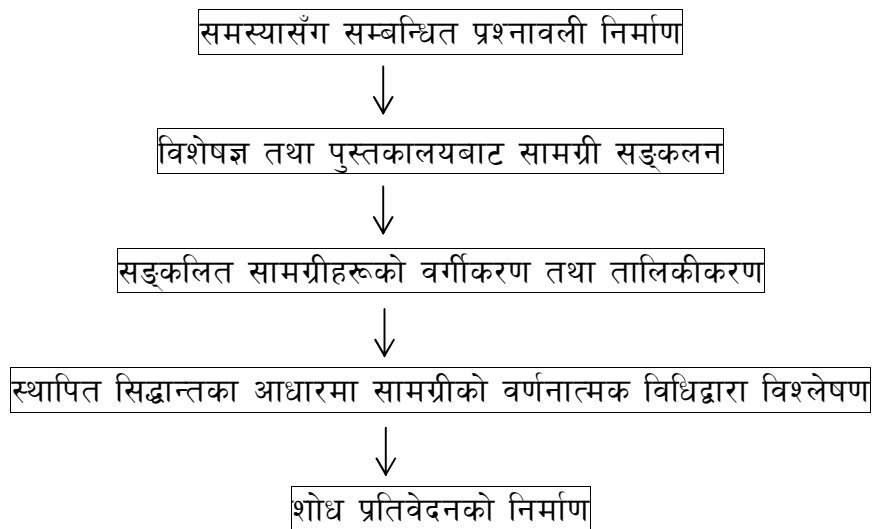 समस्यासँग सम्बन्धित प्रश्नावली निर्माण
विशेषज्ञ तथा पुस्तकालयबाट सामग्री सङ्कलन
सङ्कलित सामग्रीहरूको वर्गीकरण तथा तालिकीकरण
स्थापित सिद्धान्तका आधारमा सामग्रीको वर्णनात्मक विधिद्वारा विश्लेषण
शोध प्रतिवेदनको निर्माण